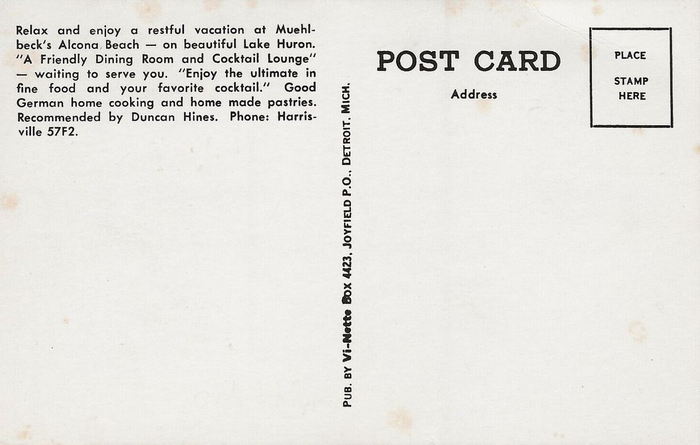 Relax and enjoy a restful vacation at Muehl-
beck's Alcona Beach — on beautiful Lake Huron.
"A Friendly Dining Room and Cocktail Lounge"
— waiting to serve you. "Enjoy the ultimate in
fine food and your favorite cocktail." Good
German home cooking and home made pastries.
Recommended by Duncan Hines. Phone: Harris-
ville 57F2.
PUB. BY Vi-Nette BOX 4423, JOYFIELD P.O., DETROIT, MICH.
POST CARD
Address
PLACE
STAMP
HERE